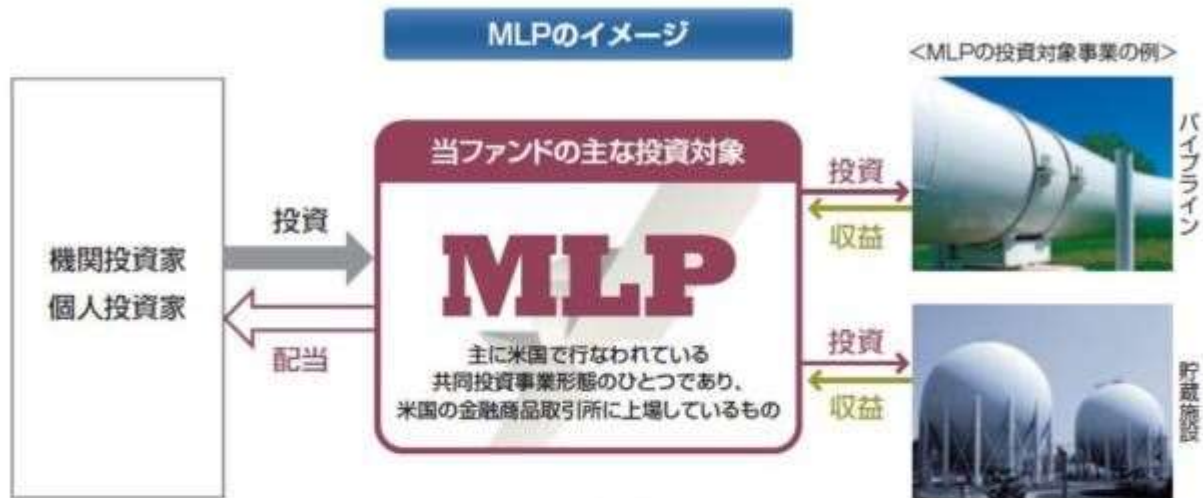 MLPのイメージ
<MLPの投資対象事業の例>
機関投資家
個人投資家
投資
配当
当ファンドの主な投資対象
MLP
主に米国で行なわれている
共同投資事業形態のひとつであり、
米国の金融商品取引所に上場しているもの
投資
収益
パイプライン
投資
収益
貯蔵施設